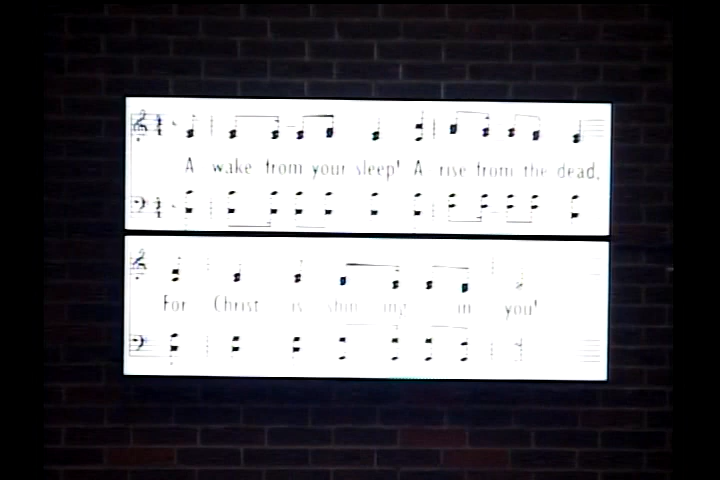 A wake from your sleep! A rise from the dead,
For Christ is shin ing in you!